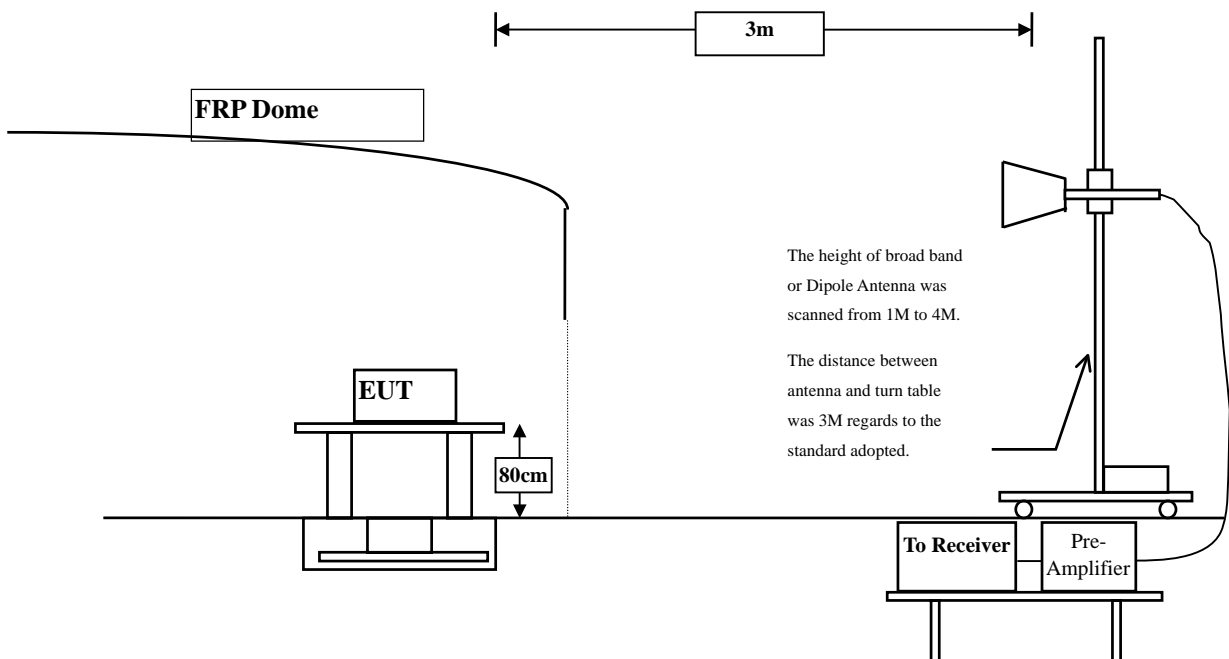 3m
FRP Dome
The height of broad band
or Dipole Antenna was
scanned from 1M to 4M.
The distance between
antenna and turn table
was 3M regards to the
standard adopted.
EUT
80cm
To Receiver
Pre-
Amplifier